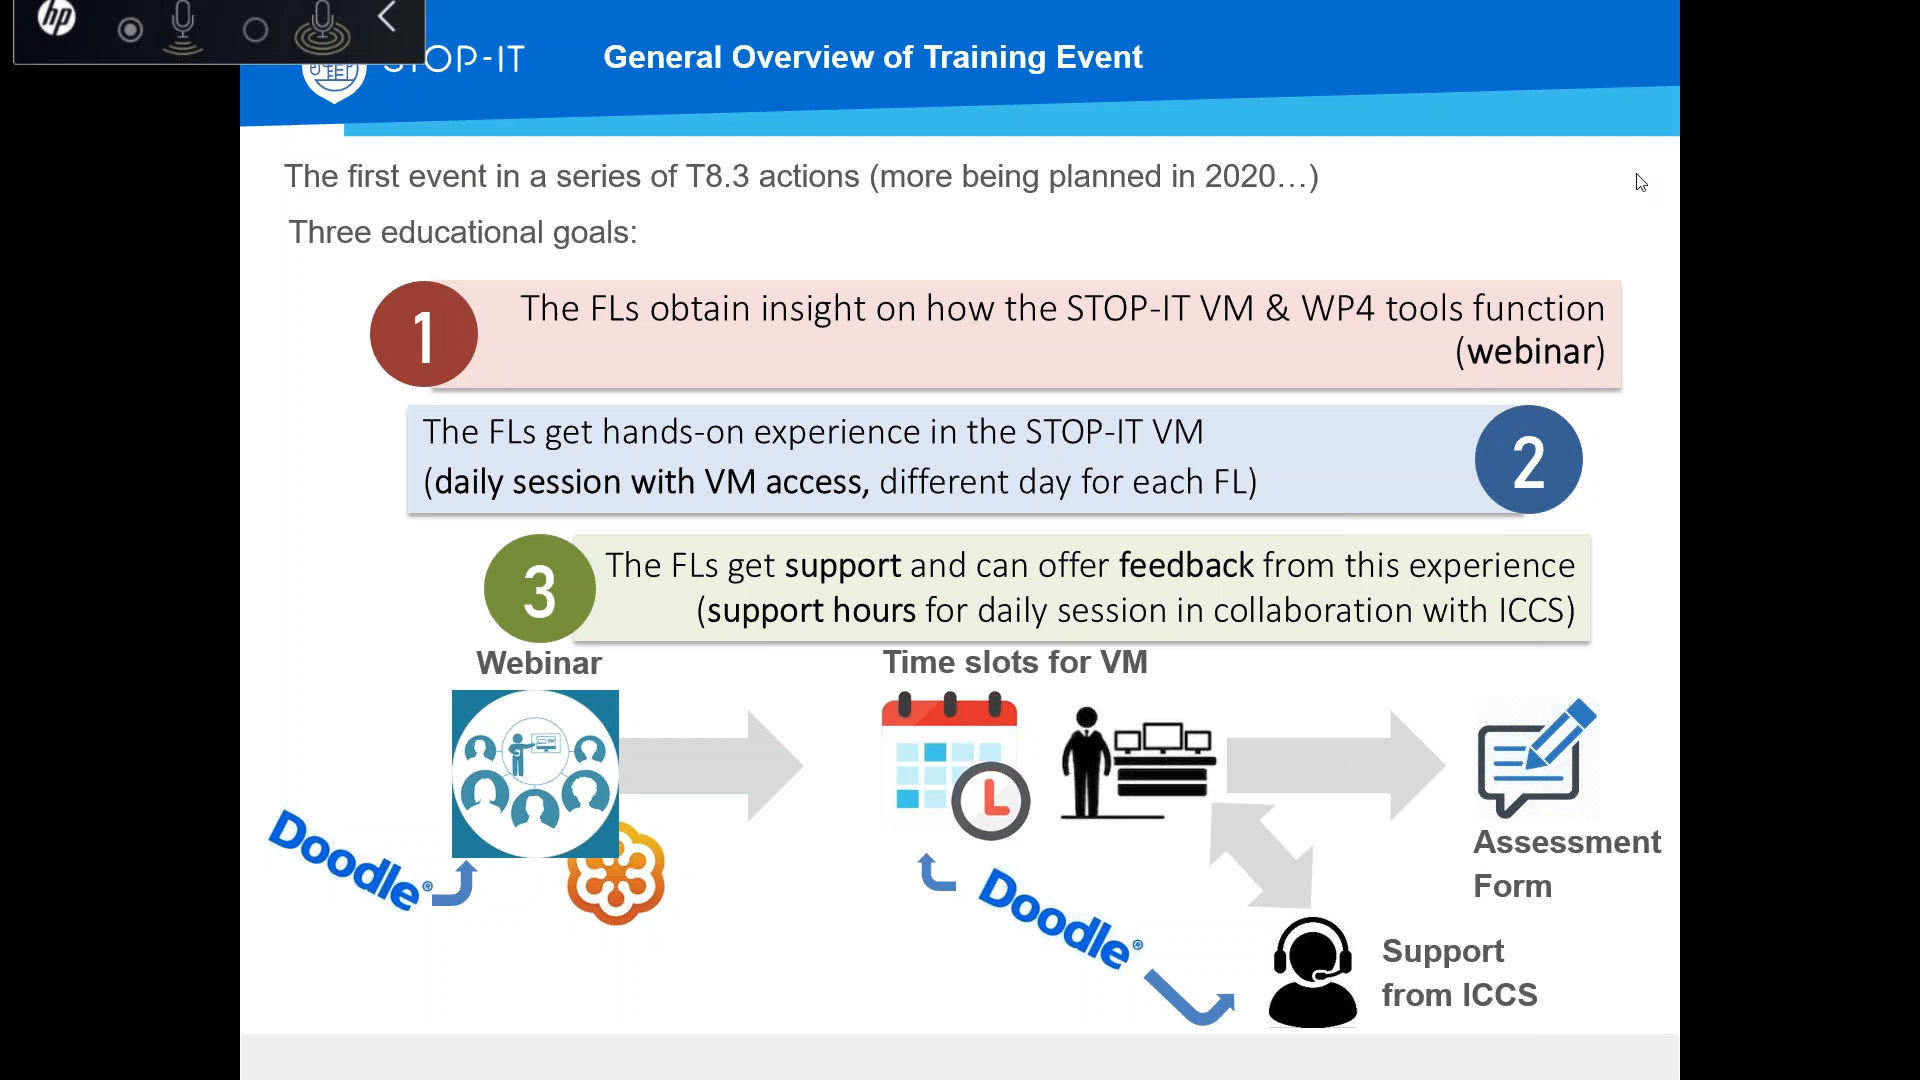 hp
STOP-IT
General Overview of Training Event
The first event in a series of T8.3 actions (more being planned in 2020…)
Three educational goals:
1
The FLs obtain insight on how the STOP-IT VM & WP4 tools function
(webinar)
The FLs get hands-on experience in the STOP-IT VM
(daily session with VM access, different day for each FL)
2
3
The FLs get support and can offer feedback from this experience
(support hours for daily session in collaboration with ICCS)
Webinar
Time slots for VM
Doodle®
Doodle®
Assessment
Form
Support
from ICCS